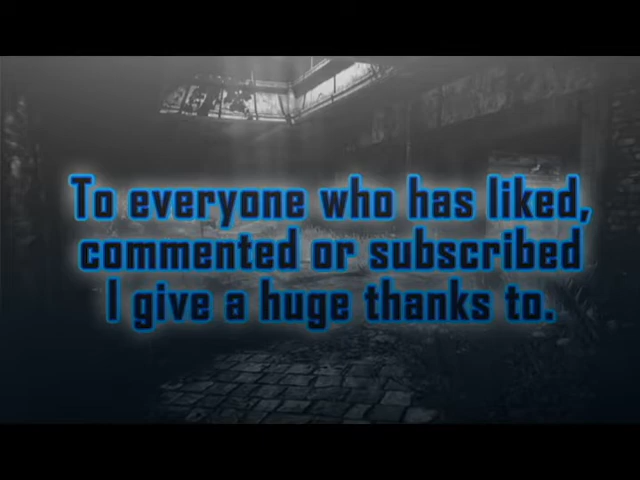 To everyone who has liked,
commented or subscribed
I give a huge thanks to.